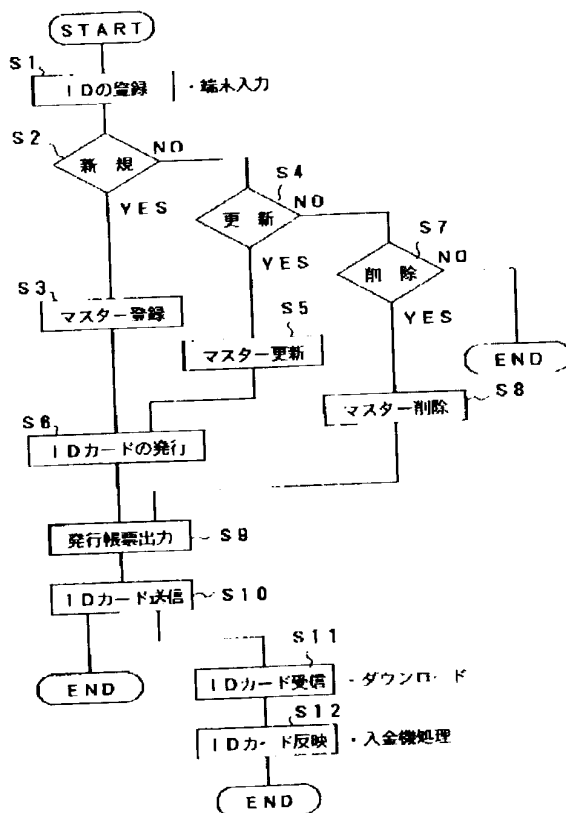 START
S1
IDの登録 ・端末入力
S2
新規 NO
YES
S4
更新 NO
YES
S7
削除 NO
YES
S3
マスター登録
S5
マスター更新
END
マスター削除 S8
S6
IDカードの発行
発行帳票出力 S9
IDカード送信 S10
END
S11
IDカード受信 ・ダウンロード
S12
IDカード反映 ・入金機処理
END